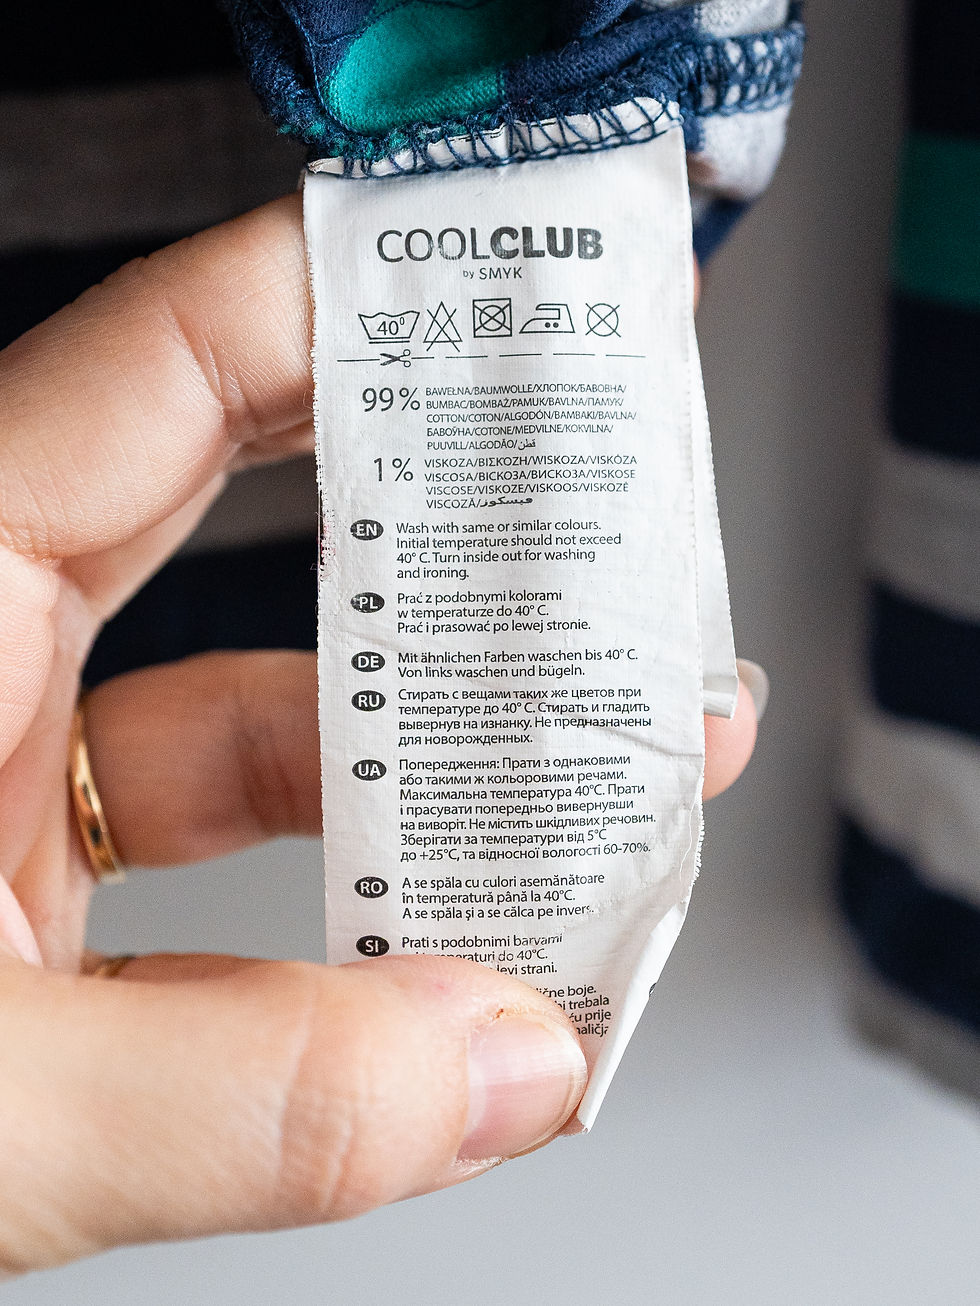 COOLCLUB
by SMYK
40°
99% BAWEŁNA/BAUMWOLLE/ХЛОПОК/БАВОВНА/
BUMBAC/BOMBAŽ/PAMUK/BAVLNA/ПАМУК/
COTTON/COTON/ALGODÓN/BAMBAKI/BAVLNA/
БАВОЎНА/COTONE/MEDVILNE/KOKVILNA/
PUUVILL/ALGODÃO/قطن
1% VISKOZA/ΒΙΣΚΟΖΗ/WISKOZA/VISKÓZA
VISCOSA/ВІСКОЗА/ВИСКОЗА/VISKOSE
VISCOSE/VISKOZE/VISKOOS/VISKOZĖ
VISCOZĂ/فيسكوز
EN Wash with same or similar colours.
Initial temperature should not exceed
40° C. Turn inside out for washing
and ironing.
PL Prać z podobnymi kolorami
w temperaturze do 40° C.
Prać i prasować po lewej stronie.
DE Mit ähnlichen Farben waschen bis 40° C.
Von links waschen und bügeln.
RU Стирать с вещами таких же цветов при
температуре до 40° C. Стирать и гладить
вывернув на изнанку. Не предназначены
для новорожденных.
UA Попередження: Прати з однаковими
або такими ж кольоровими речами.
Максимальна температура 40°C. Прати
і прасувати попередньо вивернувши
на виворіт. Не містить шкідливих речовин.
Зберігати за температури від 5°C
до +25°C, та відносної вологості 60-70%.
RO A se spăla cu culori asemănătoare
în temperatură până la 40°C.
A se spăla şi a se călca pe invers.
SI Prati s podobnimi barvami
do 40°C.
levi strani.
boje.
trebala
prije